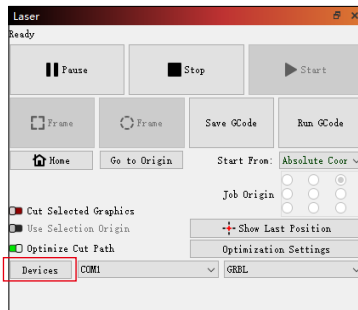 Laser
Ready
Pause
Stop
Start
Frame
Frame
Save GCode
Run GCode
Home
Go to Origin
Start From:
Absolute Coor
Job Origin
Cut Selected Graphics
Use Selection Origin
Show Last Position
Optimize Cut Path
Optimization Settings
Devices
COM1
GRBL